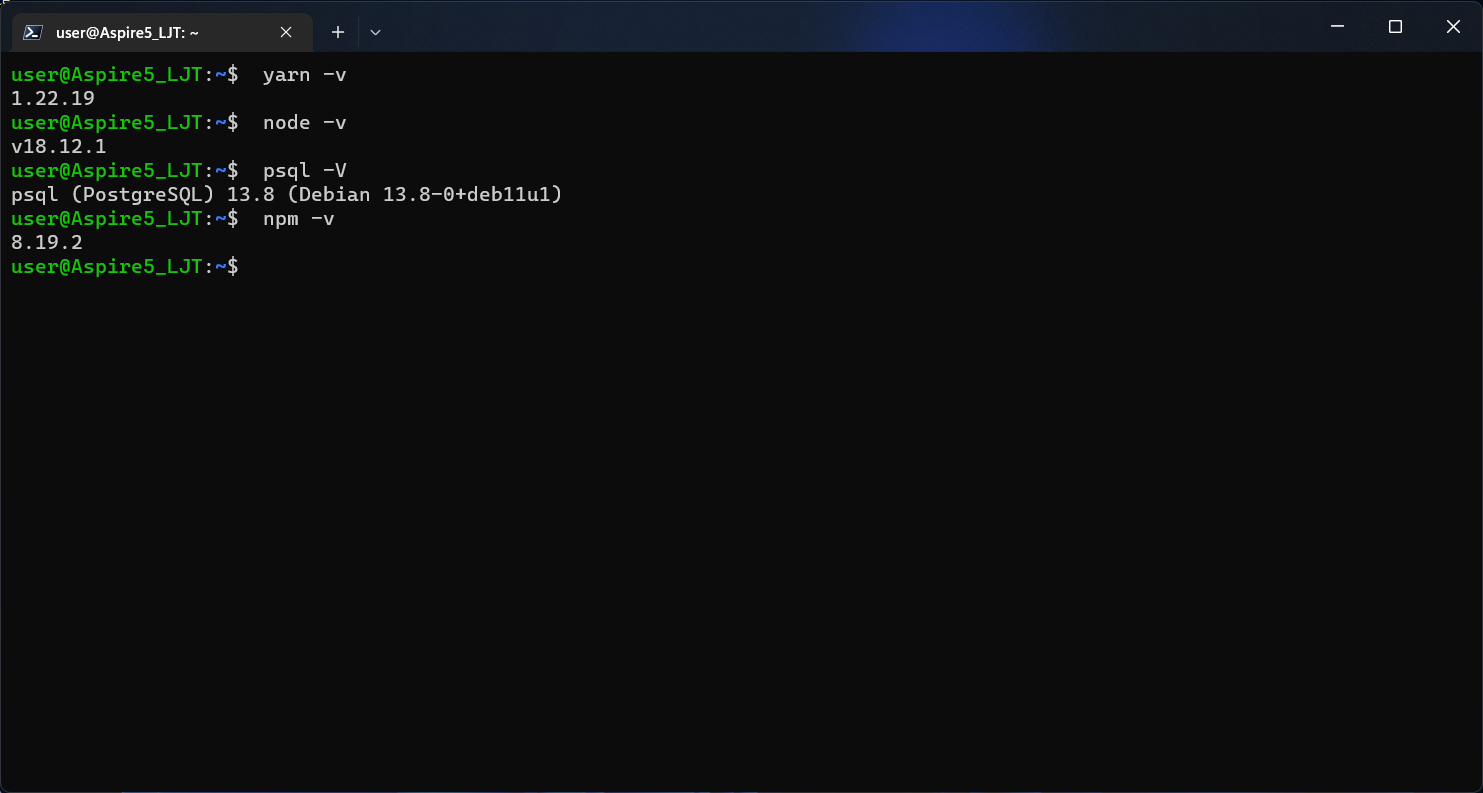 user@Aspire5_LJT: ~
user@Aspire5_LJT:~$  yarn -v
1.22.19
user@Aspire5_LJT:~$  node -v
v18.12.1
user@Aspire5_LJT:~$  psql -V
psql (PostgreSQL) 13.8 (Debian 13.8-0+deb11u1)
user@Aspire5_LJT:~$  npm -v
8.19.2
user@Aspire5_LJT:~$